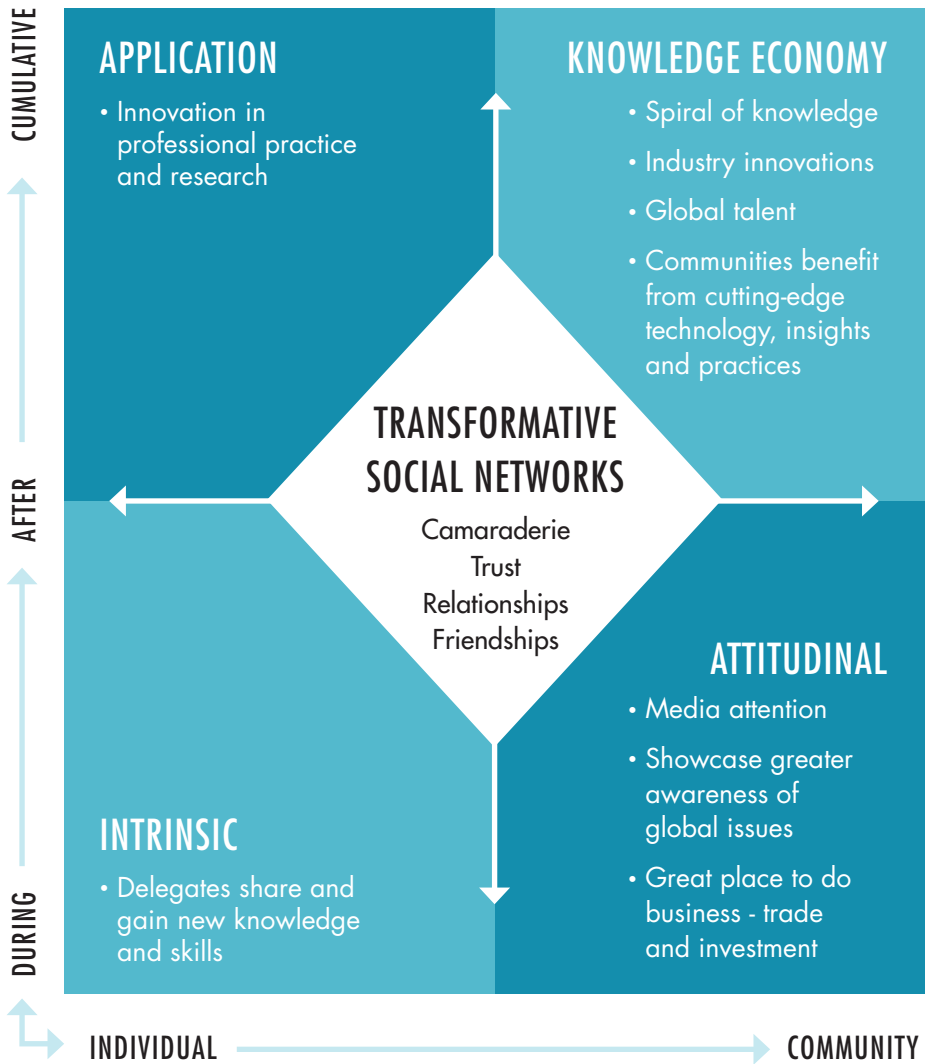 CUMULATIVE
AFTER
DURING
APPLICATION
• Innovation in
professional practice
and research
KNOWLEDGE ECONOMY
• Spiral of knowledge
• Industry innovations
• Global talent
• Communities benefit
from cutting-edge
technology, insights
and practices
TRANSFORMATIVE
SOCIAL NETWORKS
Camaraderie
Trust
Relationships
Friendships
INTRINSIC
• Delegates share and
gain new knowledge
and skills
ATTITUDINAL
• Media attention
• Showcase greater
awareness of
global issues
• Great place to do
business - trade
and investment
INDIVIDUAL
COMMUNITY